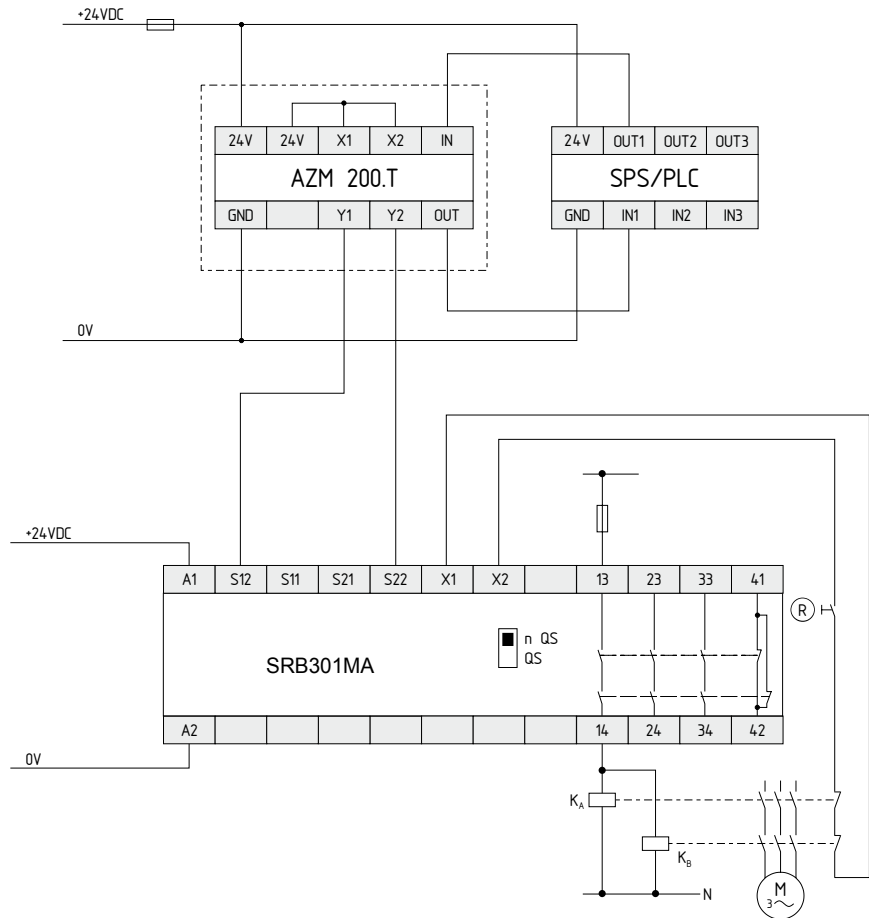 +24VDC
24V 24V X1 X2 IN
AZM 200.T
GND Y1 Y2 OUT
24V OUT1 OUT2 OUT3
SPS/PLC
GND IN1 IN2 IN3
0V
+24VDC
A1 S12 S11 S21 S22 X1 X2 13 23 33 41
R
n QS
QS
SRB301MA
A2 14 24 34 42
0V
KA
KB
N
M
3~